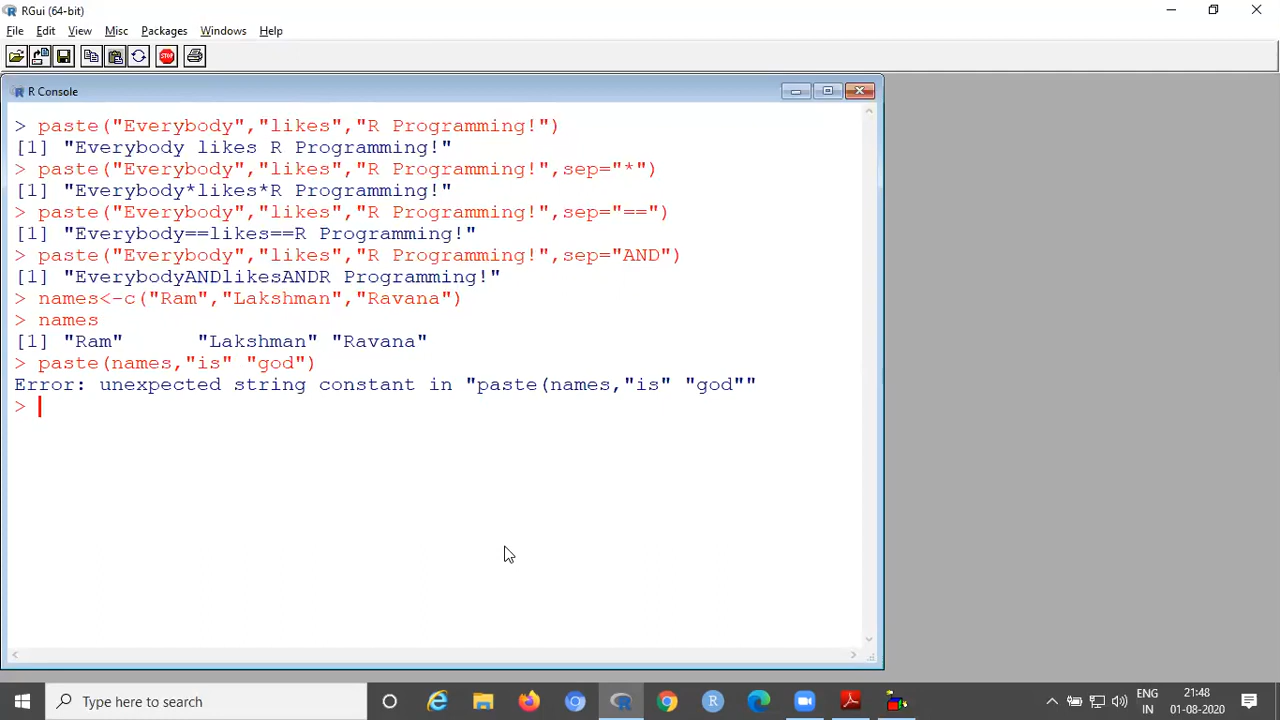 RGui (64-bit)
File Edit View Misc Packages Windows Help
STOP
R Console
> paste("Everybody","likes","R Programming!")
[1] "Everybody likes R Programming!"
> paste("Everybody","likes","R Programming!",sep="*")
[1] "Everybody*likes*R Programming!"
> paste("Everybody","likes","R Programming!",sep="==")
[1] "Everybody==likes==R Programming!"
> paste("Everybody","likes","R Programming!",sep="AND")
[1] "EverybodyANDlikesANDR Programming!"
> names<-c("Ram","Lakshman","Ravana")
> names
[1] "Ram"      "Lakshman" "Ravana"
> paste(names,"is" "god")
Error: unexpected string constant in "paste(names,"is" "god""
>
Type here to search
ENG
IN
21:48
01-08-2020